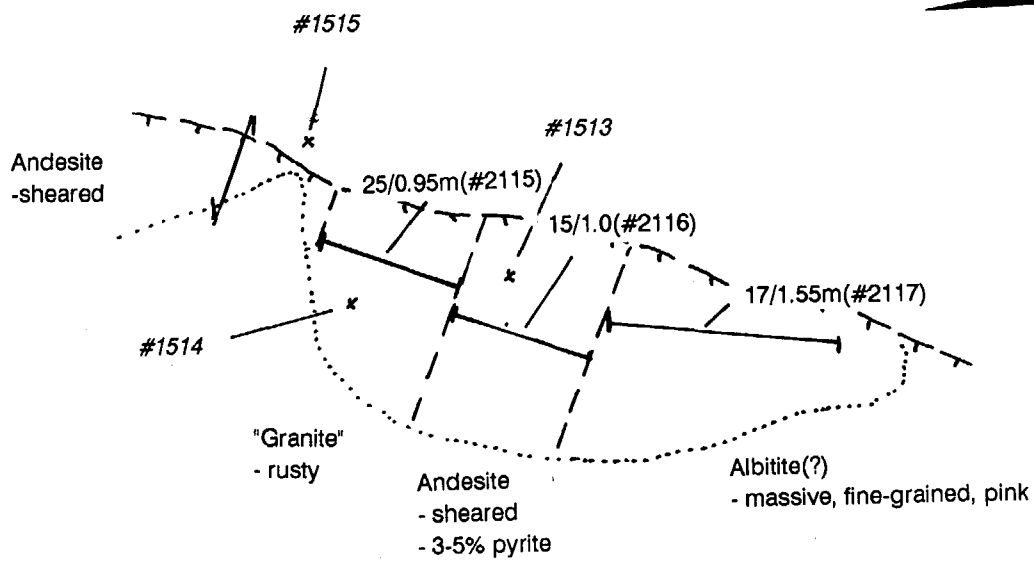 #1515
#1513
Andesite
-sheared
25/0.95m(#2115)
15/1.0(#2116)
17/1.55m(#2117)
#1514
"Granite"
- rusty
Andesite
- sheared
- 3-5% pyrite
Albitite(?)
- massive, fine-grained, pink